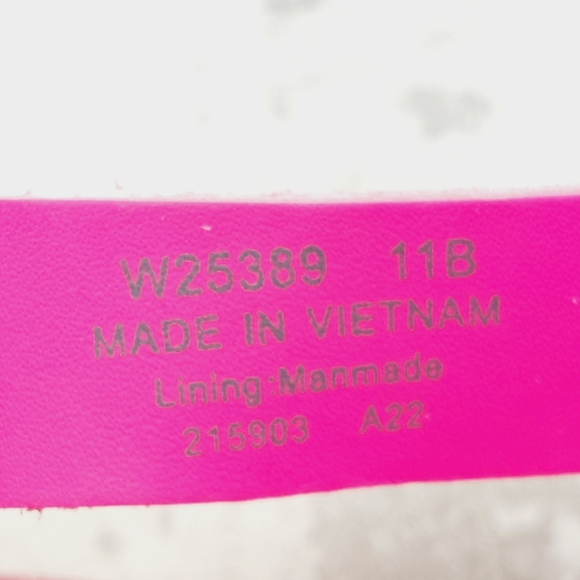 W25389 11B
MADE IN VIETNAM
Lining:Manmade
215903 A22